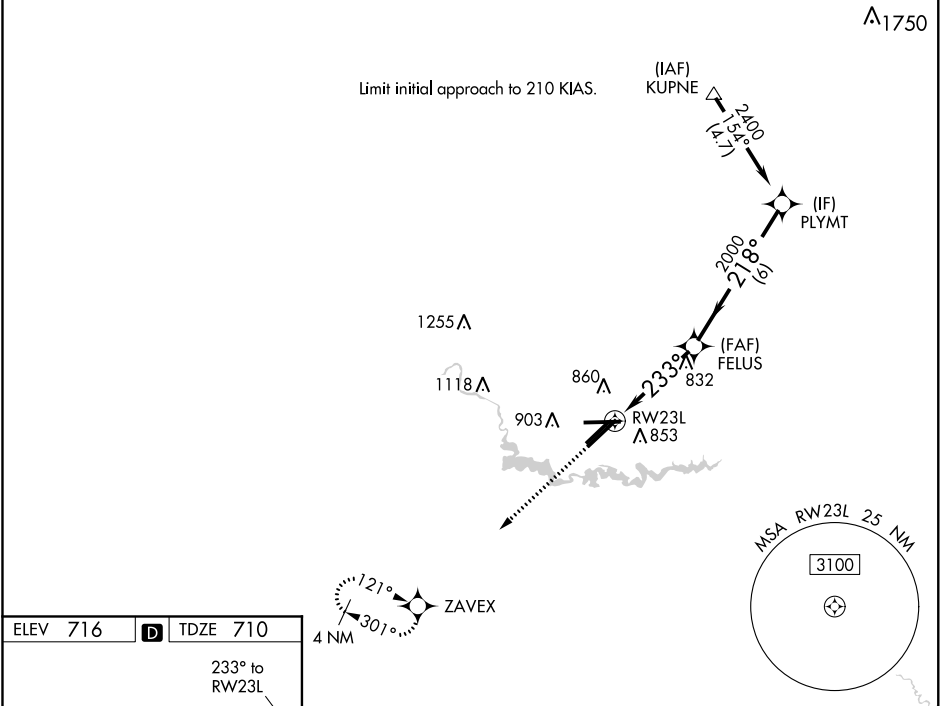 1750
(IAF)
KUPNE
Limit initial approach to 210 KIAS.
2400
154°
(4.7)
(IF)
PLYMT
2000
218°
(6)
1255
(FAF)
FELUS
233°
832
1118
860
903
RW23L
853
MSA RW23L 25 NM
3100
121°
301°
4 NM
ZAVEX
ELEV 716 D TDZE 710
233° to
RW23L